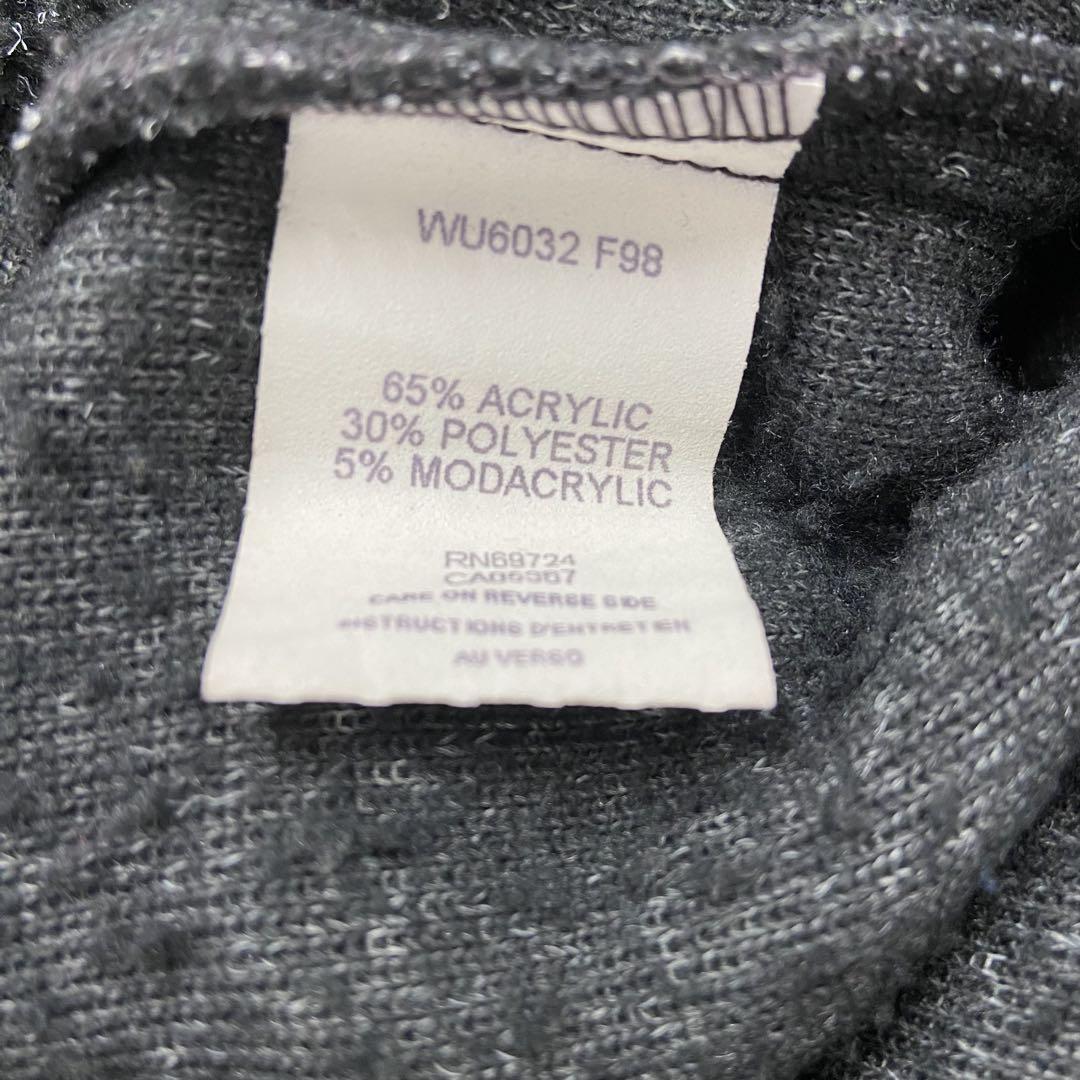 WU6032 F98
65% ACRYLIC
30% POLYESTER
5% MODACRYLIC
RN69724
CARE ON REVERSE SIDE
INSTRUCTIONS D'ENTRETIEN
AU VERSO